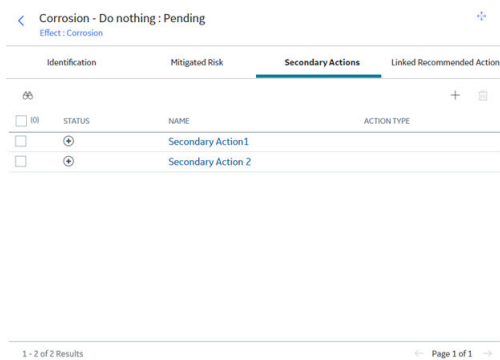 Corrosion - Do nothing : Pending
Effect : Corrosion
Identification Mitigated Risk Secondary Actions Linked Recommended Action
(0) STATUS NAME ACTION TYPE
Secondary Action1
Secondary Action 2
1 - 2 of 2 Results Page 1 of 1